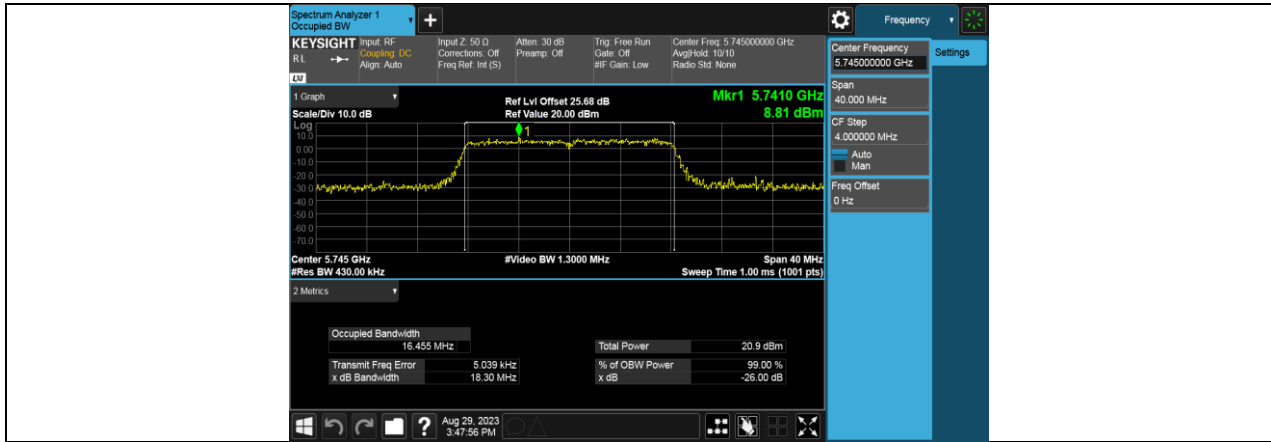 Spectrum Analyzer 1
Occupied BW
+
Frequency
KEYSIGHT
RL
LXI
Input: RF
Coupling: DC
Align: Auto
Input Z: 50 Ω
Corrections: Off
Freq Ref: Int (S)
Atten: 30 dB
Preamp: Off
Trig: Free Run
Gate: Off
#IF Gain: Low
Center Freq: 5.745000000 GHz
Avg|Hold: 10/10
Radio Std: None
Center Frequency
5.745000000 GHz
Settings
Span
40.000 MHz
CF Step
4.000000 MHz
Auto
Man
Freq Offset
0 Hz
1 Graph
Ref Lvl Offset 25.68 dB
Mkr1 5.7410 GHz
Scale/Div 10.0 dB
Ref Value 20.00 dBm
8.81 dBm
Log
1
10.0
0.00
-10.0
-20.0
-30.0
-40.0
-50.0
-60.0
-70.0
Center 5.745 GHz
#Video BW 1.3000 MHz
Span 40 MHz
#Res BW 430.00 kHz
Sweep Time 1.00 ms (1001 pts)
2 Metrics
Occupied Bandwidth
16.455 MHz
Total Power 20.9 dBm
Transmit Freq Error 5.039 kHz
% of OBW Power 99.00 %
x dB Bandwidth 18.30 MHz
x dB -26.00 dB
?
Aug 29, 2023
3:47:56 PM